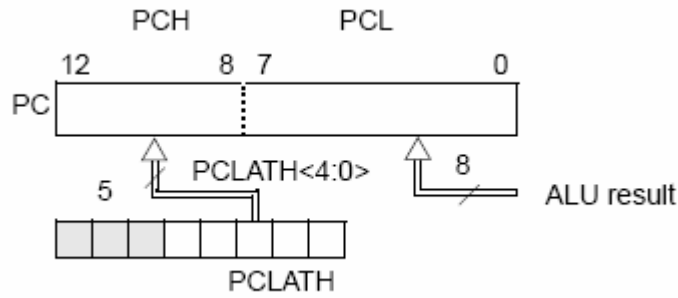 PCH PCL
12 8 7 0
PC
5 PCLATH<4:0> 8
ALU result
PCLATH